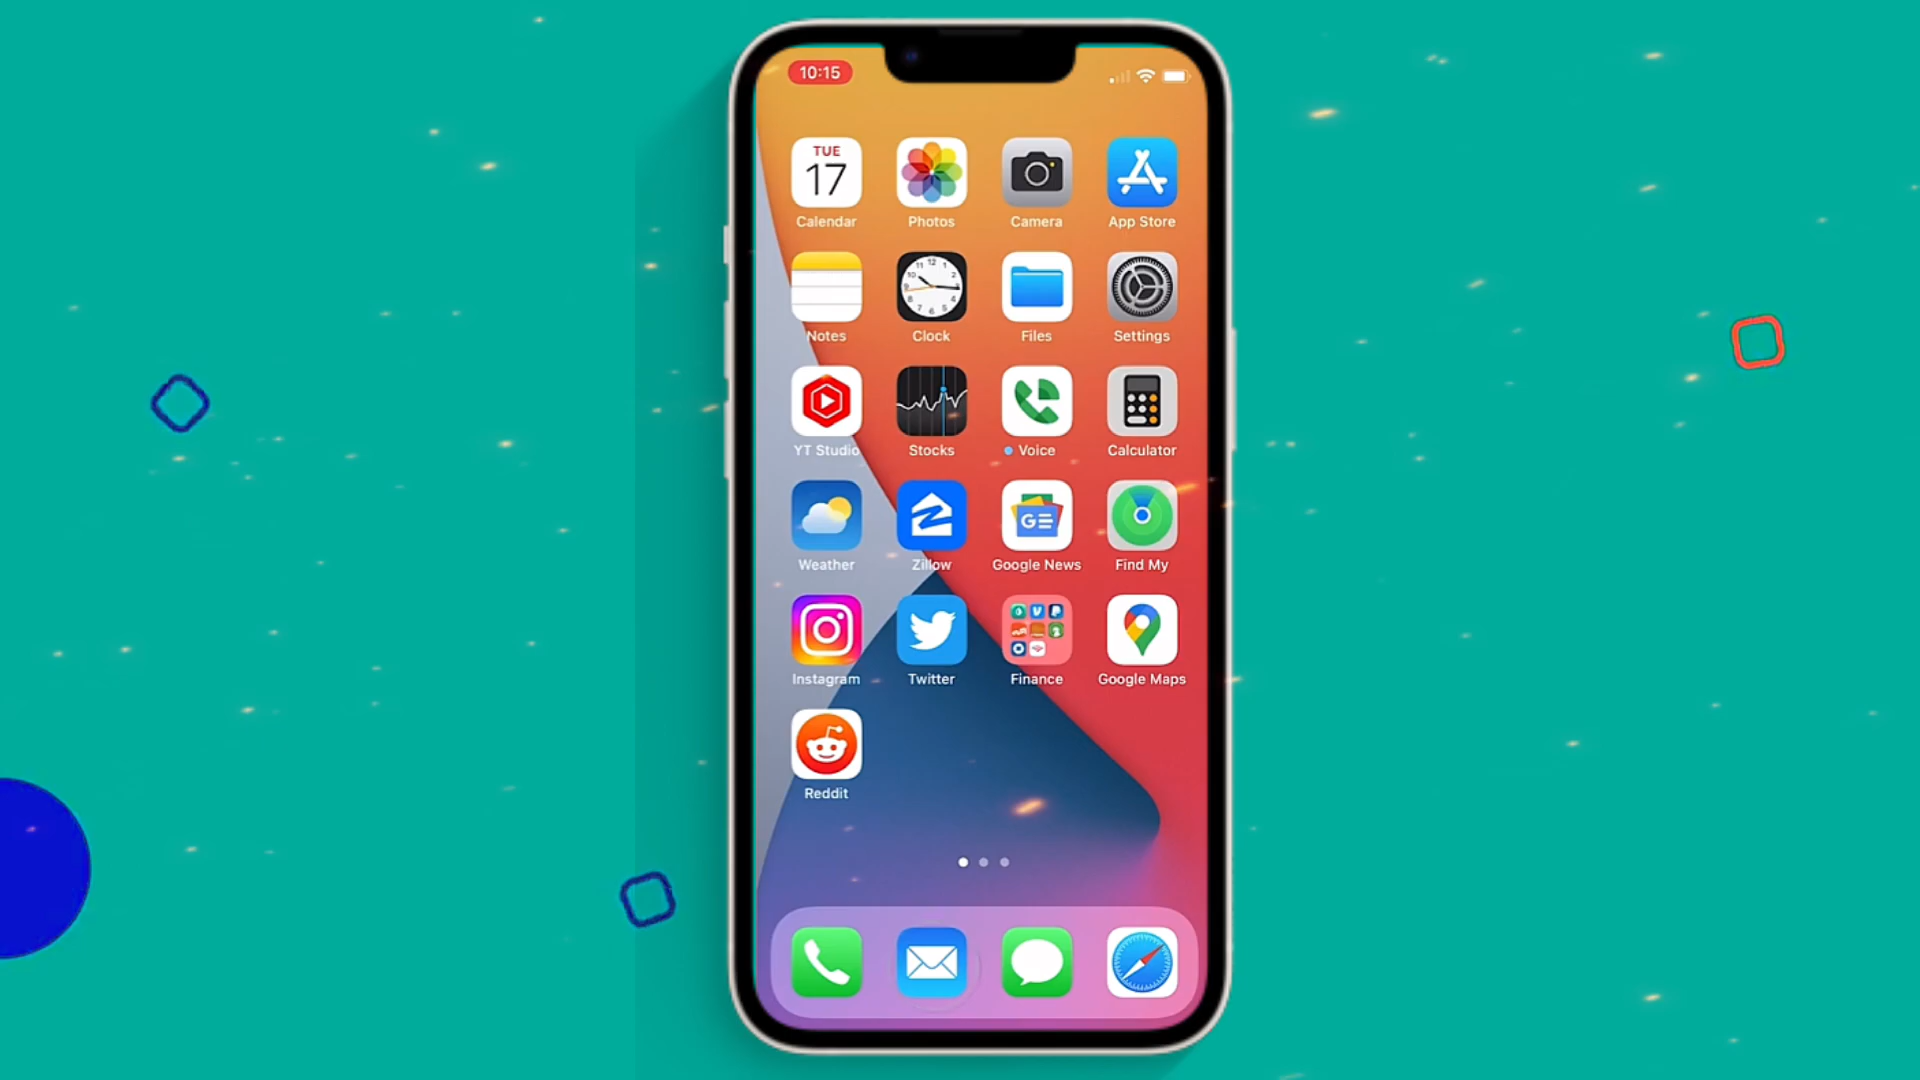 10:15
TUE
17
Calendar Photos Camera App Store
Notes Clock Files Settings
YT Studio Stocks Voice Calculator
GE
Weather Zillow Google News Find My
Instagram Twitter Finance Google Maps
Reddit